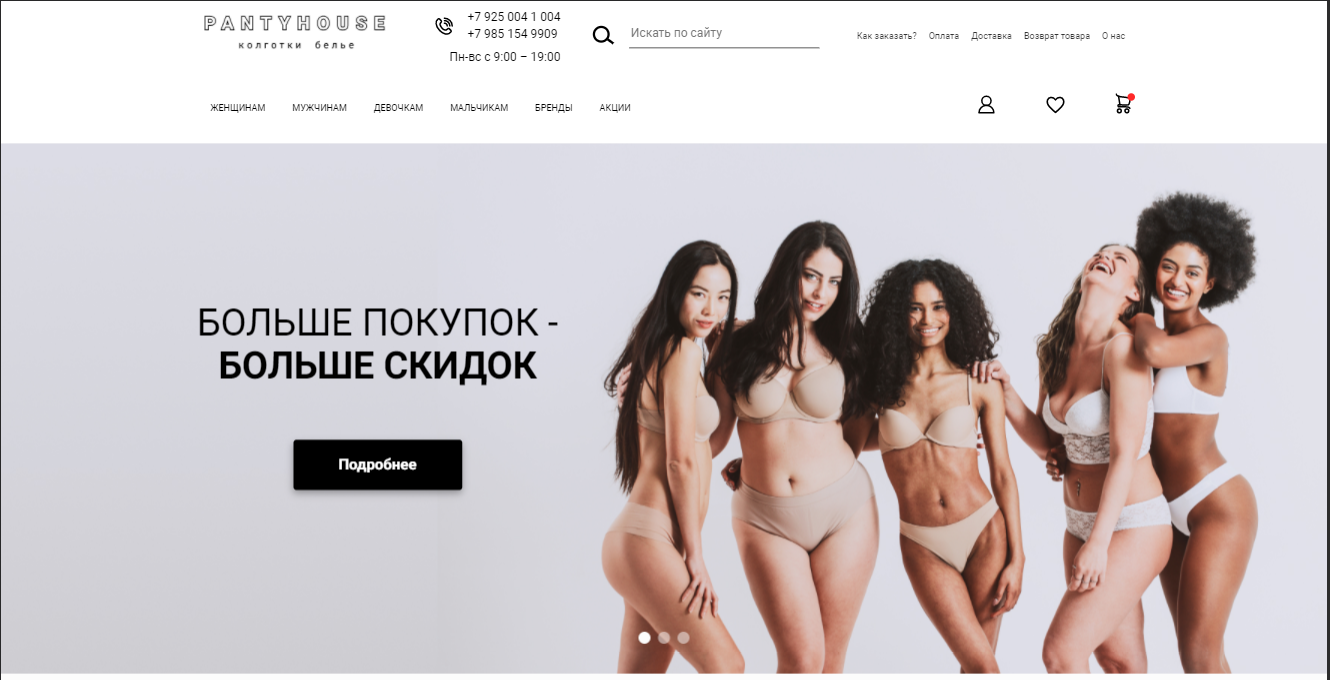 PANTYHOUSE
колготки белье
+7 925 004 1 004
+7 985 154 9909
Пн-вс с 9:00 – 19:00
Искать по сайту
Как заказать? Оплата Доставка Возврат товара О нас
ЖЕНЩИНАМ МУЖЧИНАМ ДЕВОЧКАМ МАЛЬЧИКАМ БРЕНДЫ АКЦИИ
БОЛЬШЕ ПОКУПОК -
БОЛЬШЕ СКИДОК
Подробнее